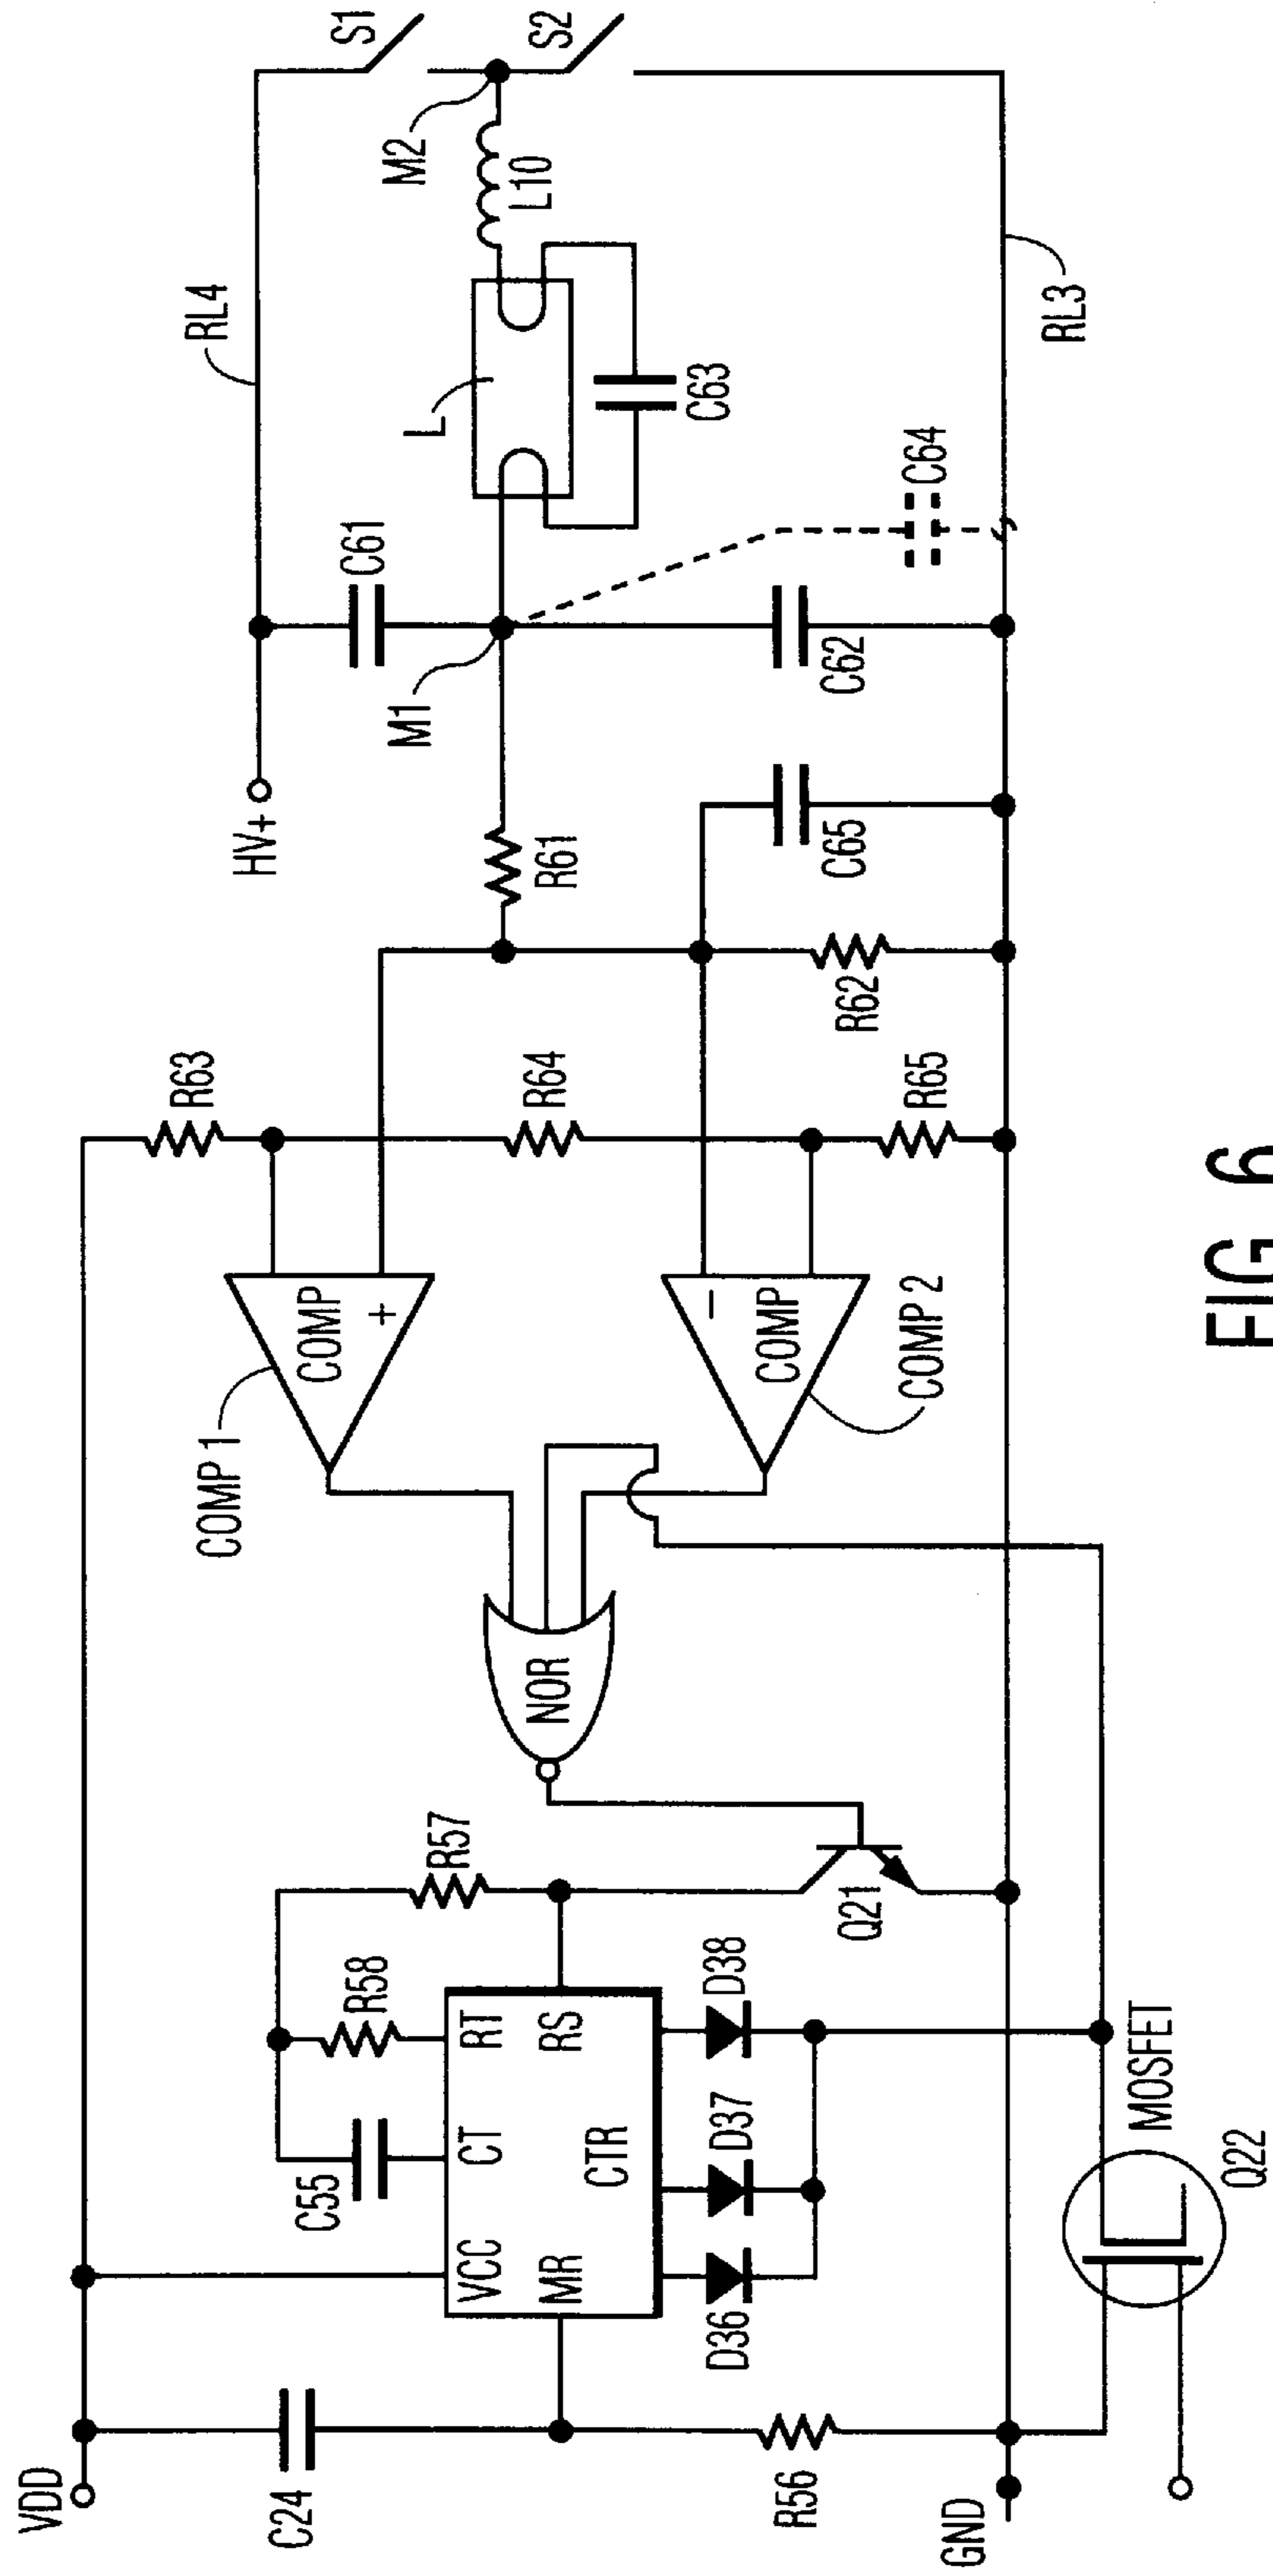 VDD
C24
R56
GND
VCC
CT
RT
MR
RS
CTR
C55
R58
R57
D36
D37
D38
Q21
MOSFET
Q22
NOR
COMP 1
COMP
+
COMP 2
COMP
−
R63
R64
R65
R62
R61
C65
HV+
M1
C61
C62
C64
RL4
L
C63
L10
M2
S1
S2
RL3
FIG. 6